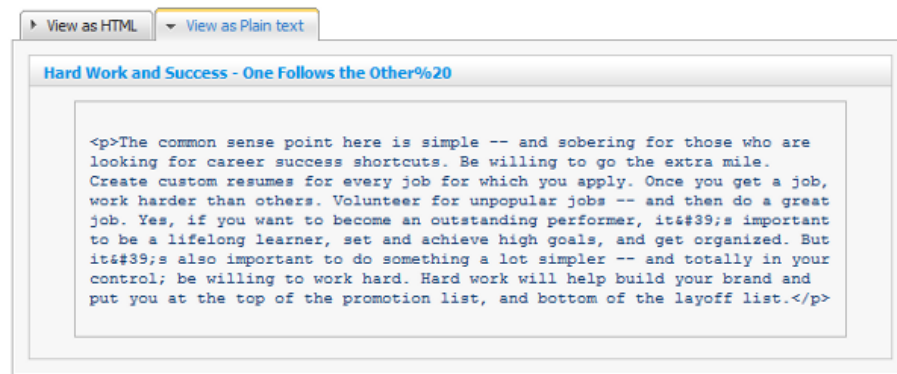 View as HTML View as Plain text
Hard Work and Success - One Follows the Other%20
<p>The common sense point here is simple -- and sobering for those who are
looking for career success shortcuts. Be willing to go the extra mile.
Create custom resumes for every job for which you apply. Once you get a job,
work harder than others. Volunteer for unpopular jobs -- and then do a great
job. Yes, if you want to become an outstanding performer, it&#39;s important
to be a lifelong learner, set and achieve high goals, and get organized. But
it&#39;s also important to do something a lot simpler -- and totally in your
control; be willing to work hard. Hard work will help build your brand and
put you at the top of the promotion list, and bottom of the layoff list.</p>